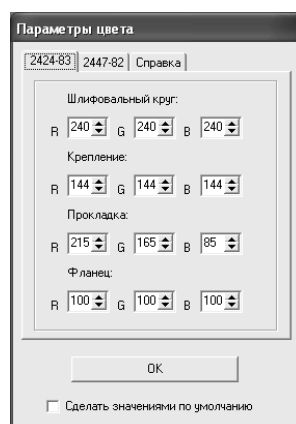 Параметры цвета
2424-83 2447-82 Справка
Шлифовальный круг:
R 240 G 240 B 240
Крепление:
R 144 G 144 B 144
Прокладка:
R 215 G 165 B 85
Фланец:
R 100 G 100 B 100
OK
Сделать значениями по умолчанию